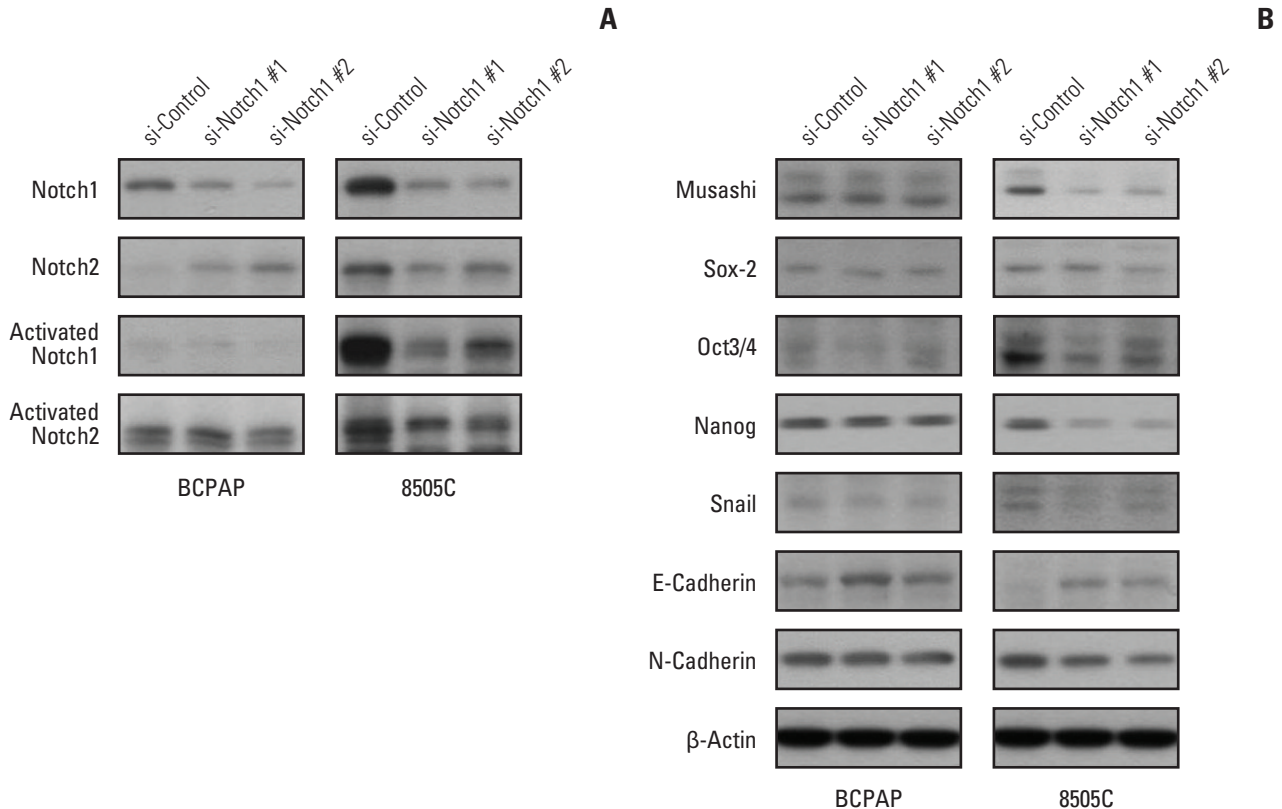 A
si-Control
si-Notch1 #1
si-Notch1 #2
si-Control
si-Notch1 #1
si-Notch1 #2
Notch1
Notch2
Activated
Notch1
Activated
Notch2
BCPAP
8505C
B
si-Control
si-Notch1 #1
si-Notch1 #2
si-Control
si-Notch1 #1
si-Notch1 #2
Musashi
Sox-2
Oct3/4
Nanog
Snail
E-Cadherin
N-Cadherin
β-Actin
BCPAP
8505C